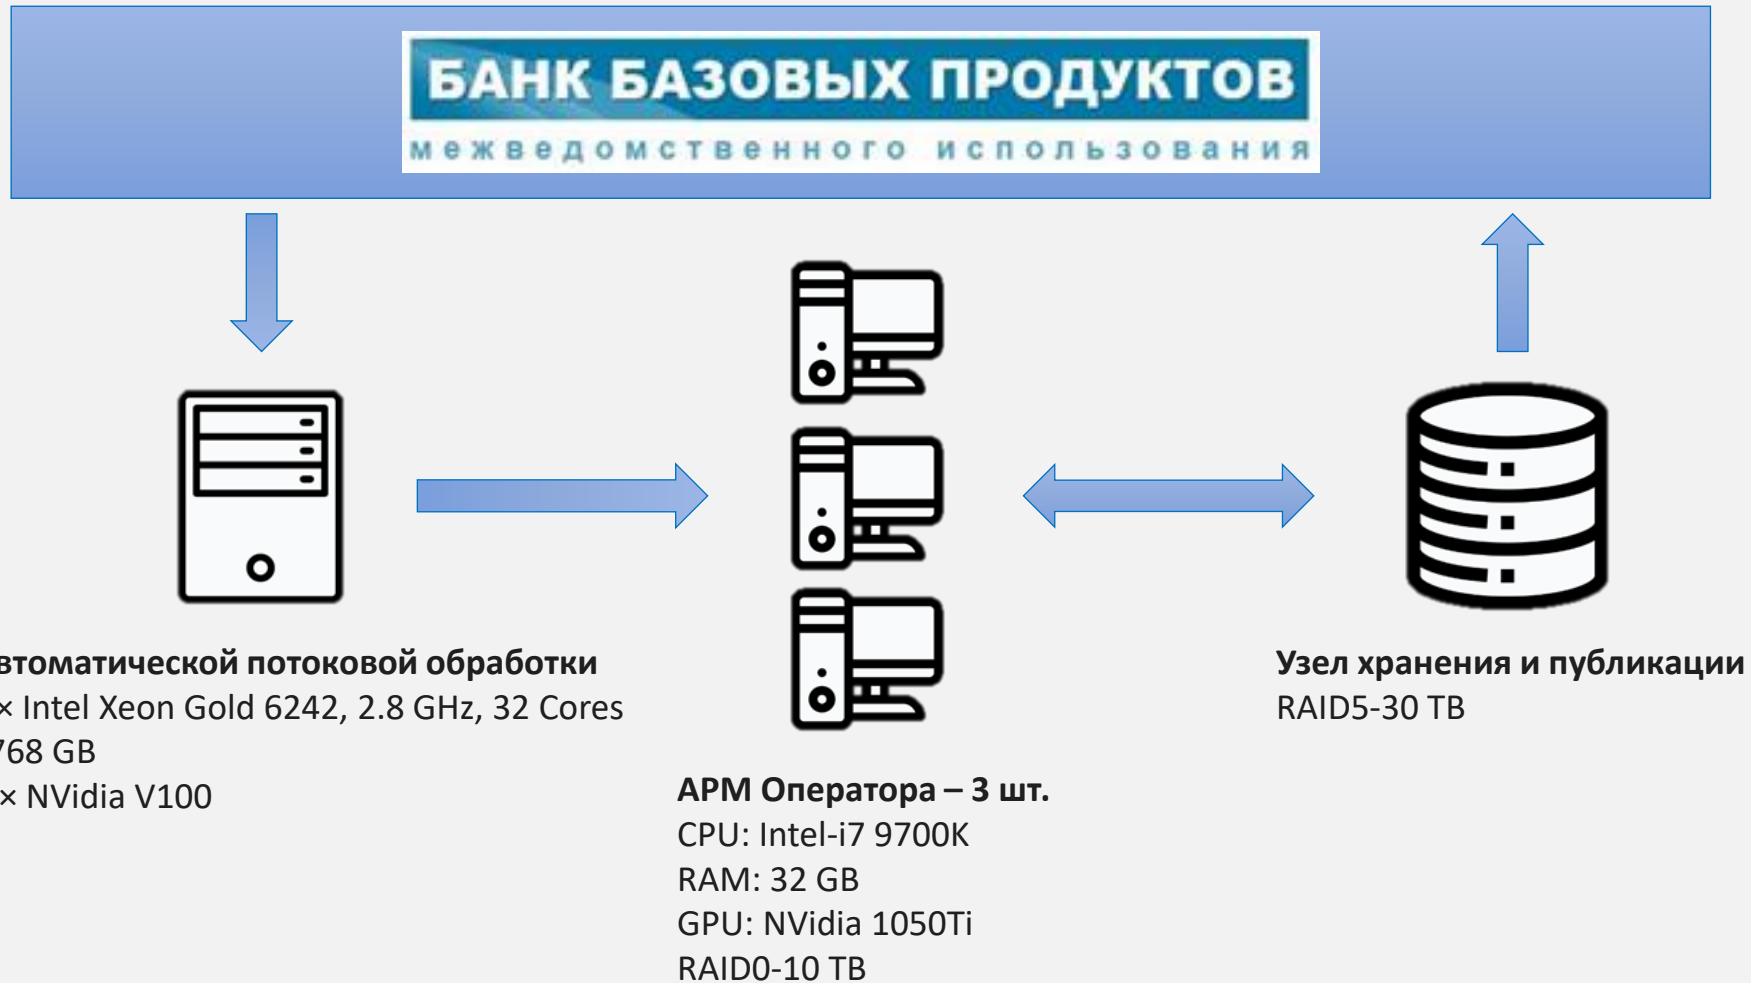 БАНК БАЗОВЫХ ПРОДУКТОВ
межведомственного использования
втоматической потоковой обработки
× Intel Xeon Gold 6242, 2.8 GHz, 32 Cores
768 GB
× NVidia V100
АРМ Оператора – 3 шт.
CPU: Intel-i7 9700K
RAM: 32 GB
GPU: NVidia 1050Ti
RAID0-10 TB
Узел хранения и публикации
RAID5-30 TB